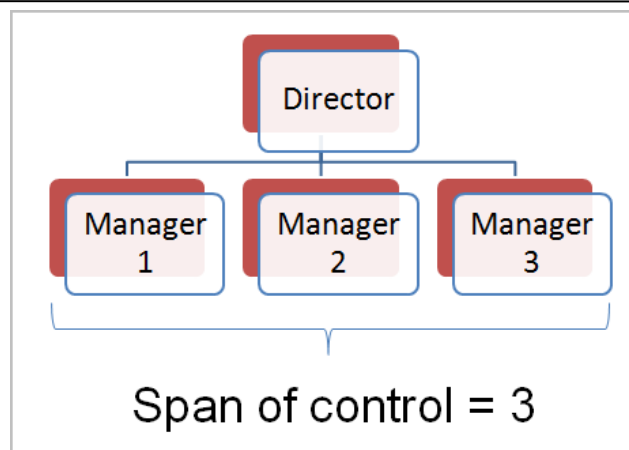 Director
Manager
1
Manager
2
Manager
3
Span of control = 3